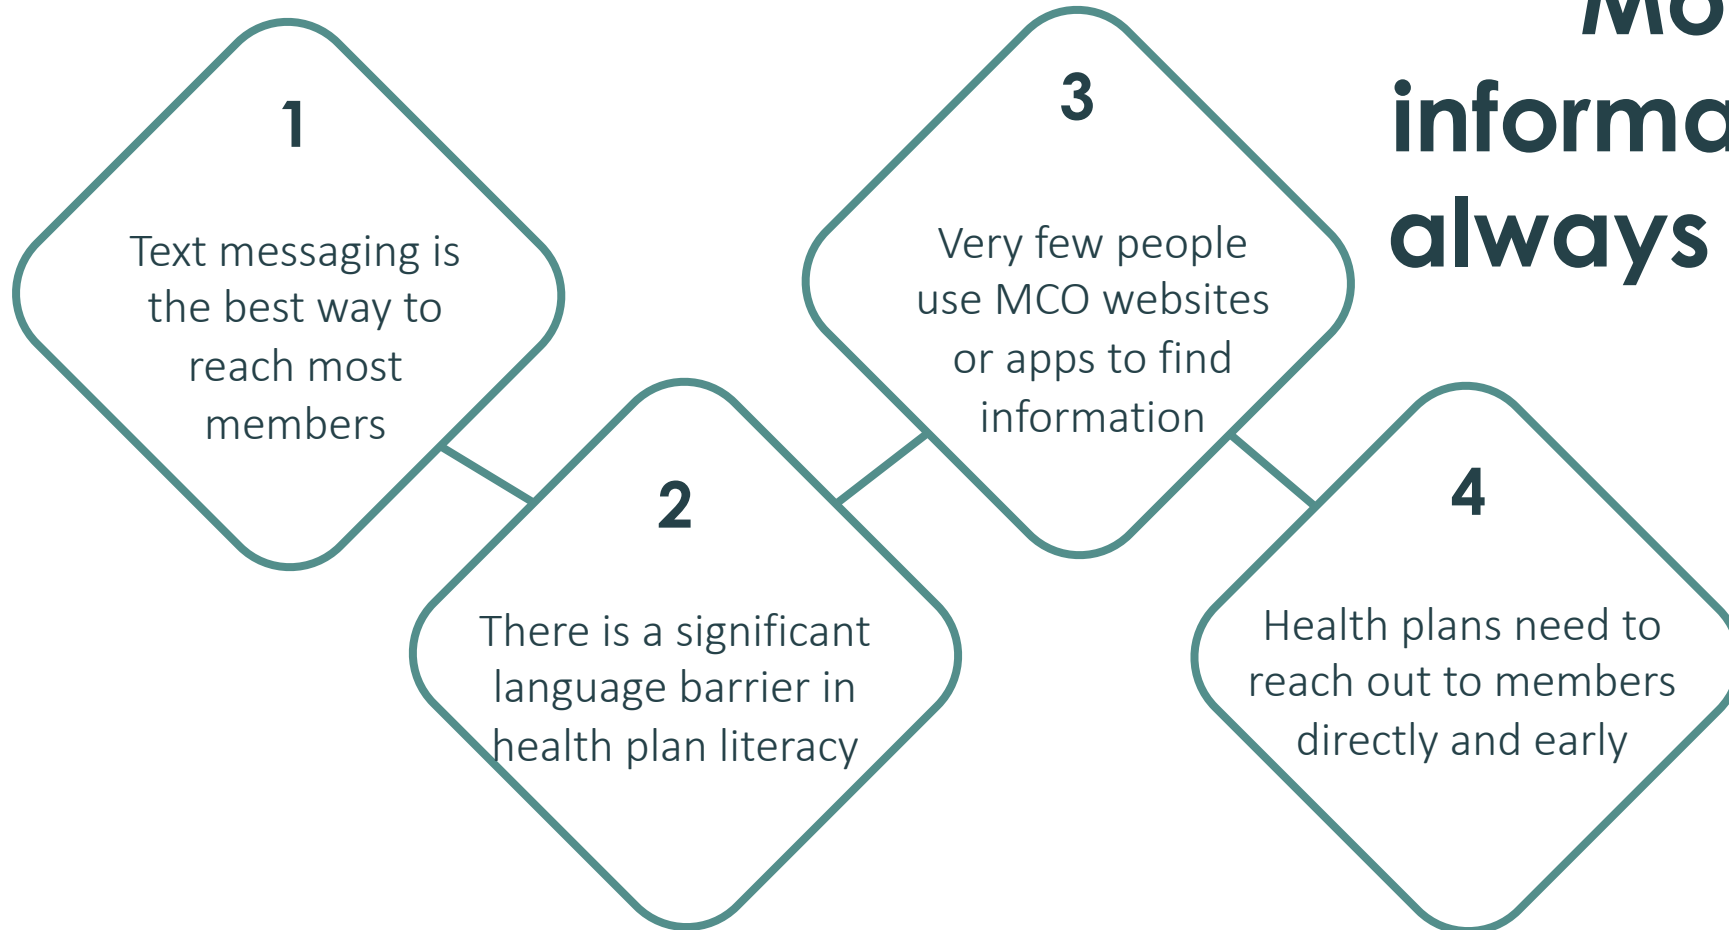 1
Text messaging is
the best way to
reach most
members
2
There is a significant
language barrier in
health plan literacy
3
Very few people
use MCO websites
or apps to find
information
4
Health plans need to
reach out to members
directly and early
always